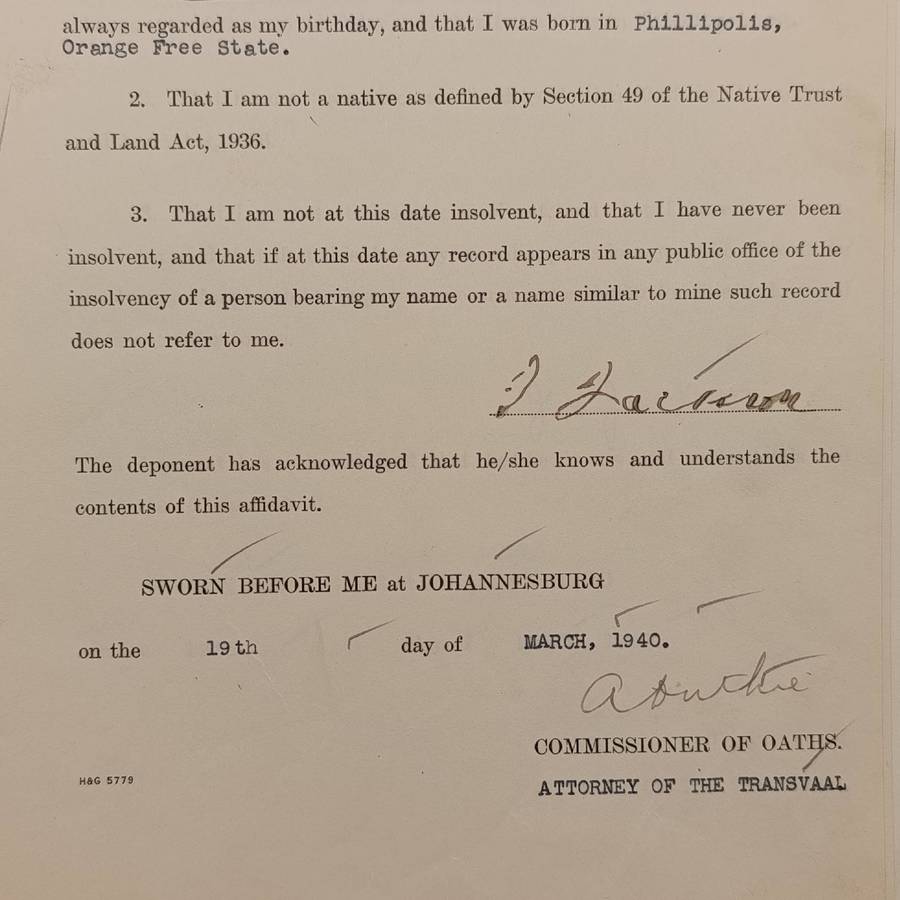 always regarded as my birthday, and that I was born in Phillipolis,
Orange Free State.
2. That I am not a native as defined by Section 49 of the Native Trust
and Land Act, 1936.
3. That I am not at this date insolvent, and that I have never been
insolvent, and that if at this date any record appears in any public office of the
insolvency of a person bearing my name or a name similar to mine such record
does not refer to me.
The deponent has acknowledged that he/she knows and understands the
contents of this affidavit.
SWORN BEFORE ME at JOHANNESBURG
on the 19th day of MARCH, 1940.
COMMISSIONER OF OATHS.
H&G 5779
ATTORNEY OF THE TRANSVAAL